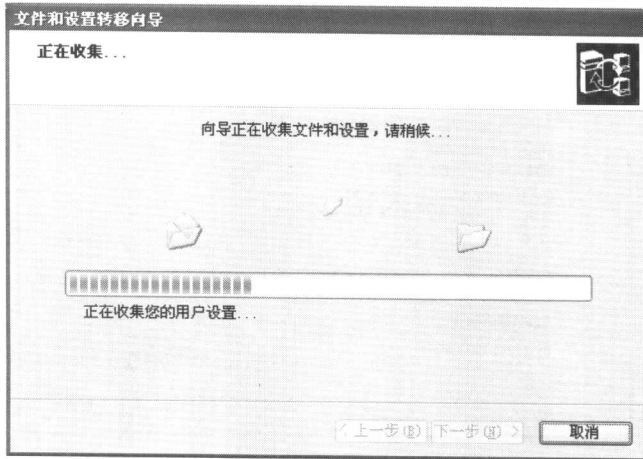 文件和设置转移向导
正在收集...
向导正在收集文件和设置，请稍候...
正在收集您的用户设置...
< 上一步(B) 下一步(N) > 取消